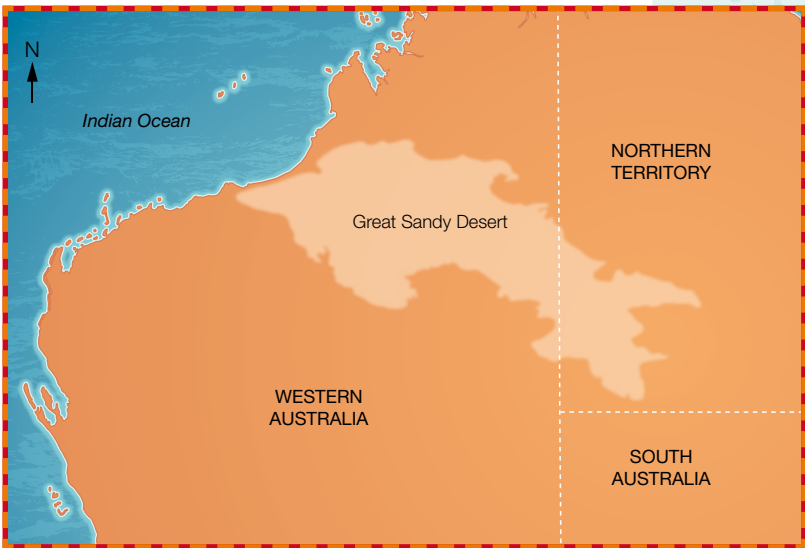 N
Indian Ocean
NORTHERN
TERRITORY
Great Sandy Desert
WESTERN
AUSTRALIA
SOUTH
AUSTRALIA